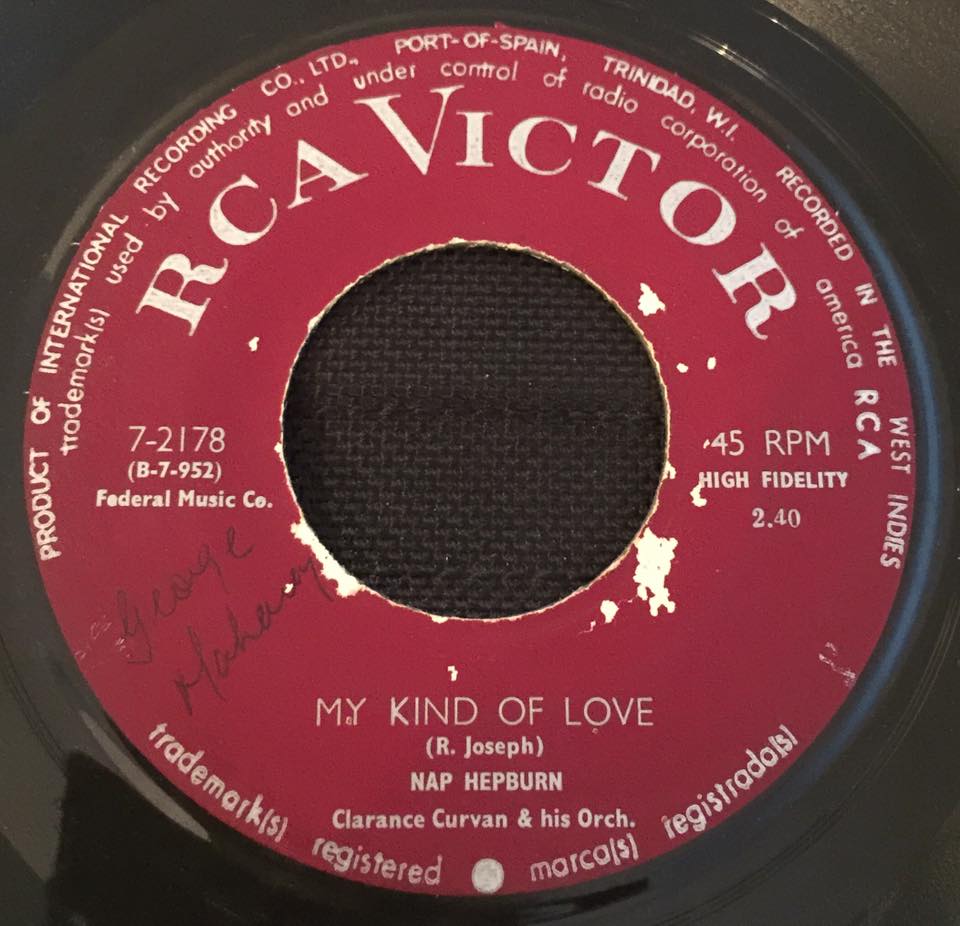 PRODUCT OF INTERNATIONAL RECORDING CO., LTD., PORT-OF-SPAIN, TRINIDAD, W.I. RECORDED IN THE WEST INDIES
trademark(s) used by authority and under control of radio corporation of america RCA
RCA VICTOR
7-2178
(B-7-952)
Federal Music Co.
45 RPM
HIGH FIDELITY
2.40
George
MY KIND OF LOVE
(R. Joseph)
NAP HEPBURN
Clarance Curvan & his Orch.
trademark(s) registered marca(s) registrada(s)